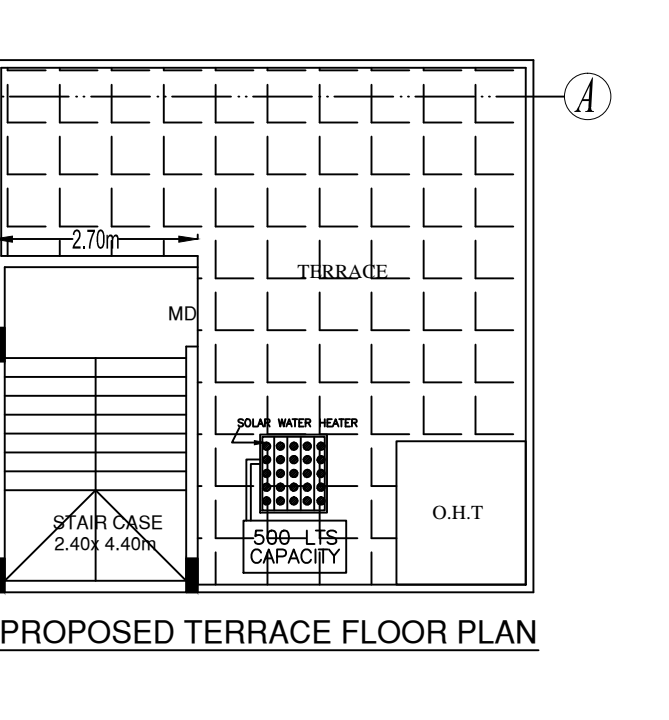 A
2.70m
TERRACE
MD
SOLAR WATER HEATER
O.H.T
STAIR CASE
2.40x 4.40m
500 LTS
CAPACITY
PROPOSED TERRACE FLOOR PLAN